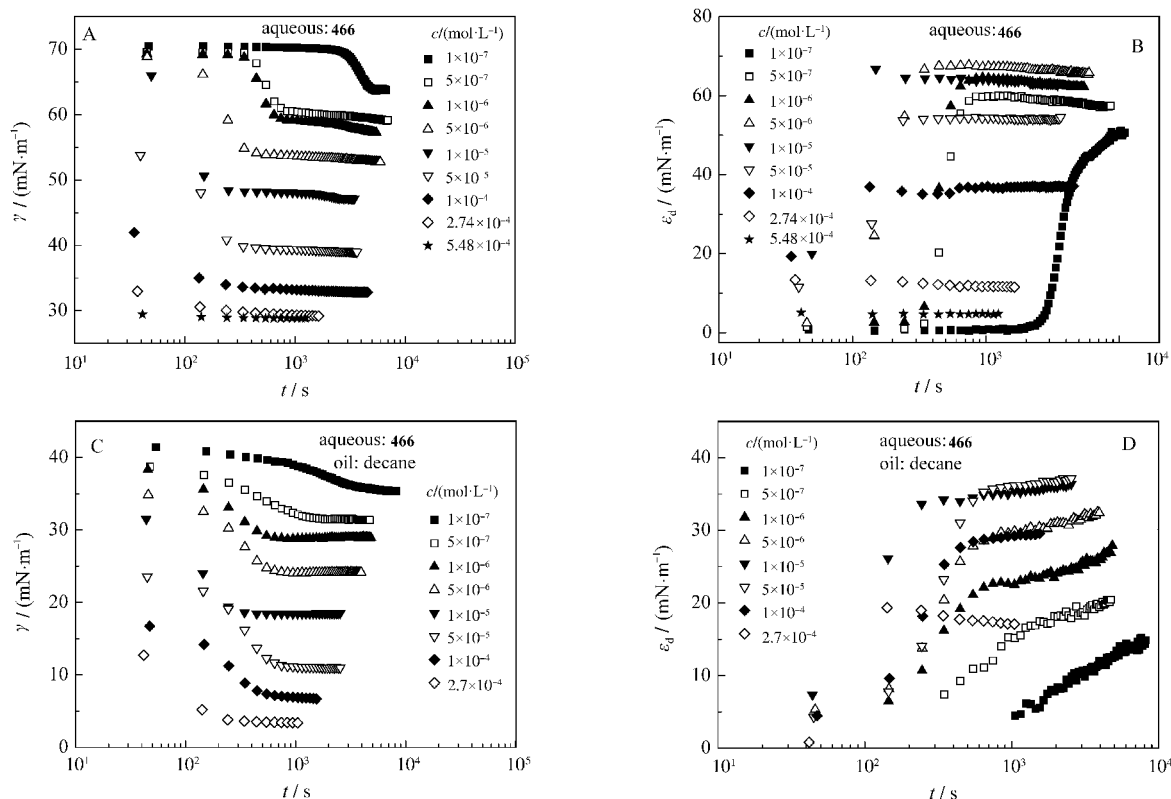 A
aqueous: 466
c/(mol·L⁻¹)
1×10⁻⁷
5×10⁻⁷
1×10⁻⁶
5×10⁻⁶
1×10⁻⁵
5×10⁻⁵
1×10⁻⁴
2.74×10⁻⁴
5.48×10⁻⁴
70
60
50
40
30
γ / (mN·m⁻¹)
10¹ 10² 10³ 10⁴ 10⁵
t / s
B
aqueous: 466
c/(mol·L⁻¹)
1×10⁻⁷
5×10⁻⁷
1×10⁻⁶
5×10⁻⁶
1×10⁻⁵
5×10⁻⁵
1×10⁻⁴
2.74×10⁻⁴
5.48×10⁻⁴
80
60
40
20
0
ε_d / (mN·m⁻¹)
10¹ 10² 10³ 10⁴
t / s
C
aqueous: 466
oil: decane
c/(mol·L⁻¹)
1×10⁻⁷
5×10⁻⁷
1×10⁻⁶
5×10⁻⁶
1×10⁻⁵
5×10⁻⁵
1×10⁻⁴
2.7×10⁻⁴
40
30
20
10
0
γ / (mN·m⁻¹)
10¹ 10² 10³ 10⁴ 10⁵
t / s
D
aqueous: 466
oil: decane
c/(mol·L⁻¹)
1×10⁻⁷
5×10⁻⁷
1×10⁻⁶
5×10⁻⁶
1×10⁻⁵
5×10⁻⁵
1×10⁻⁴
2.7×10⁻⁴
40
30
20
10
0
ε_d / (mN·m⁻¹)
10¹ 10² 10³ 10⁴
t / s